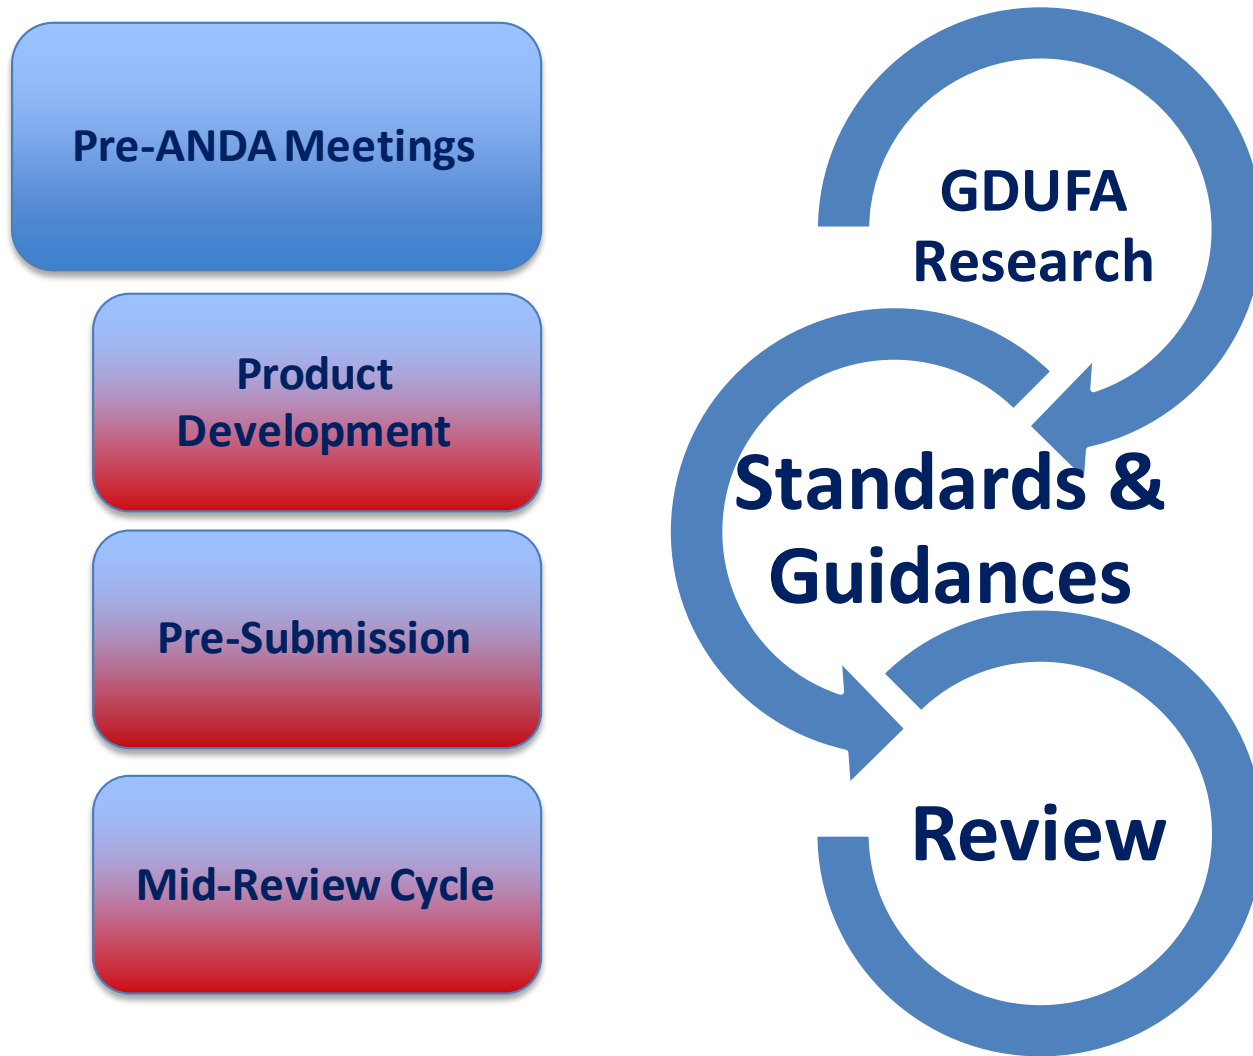 Pre-ANDA Meetings
Product
Development
Pre-Submission
Mid-Review Cycle
GDUFA
Research
Standards &
Guidances
Review